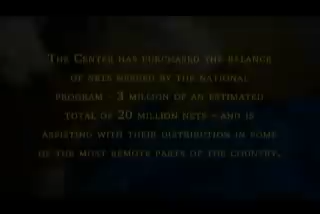 The Center has purchased the balance
of nets needed by the national
program - 3 million of an estimated
total of 20 million nets - and is
assisting with their distribution in some
of the most remote parts of the country.